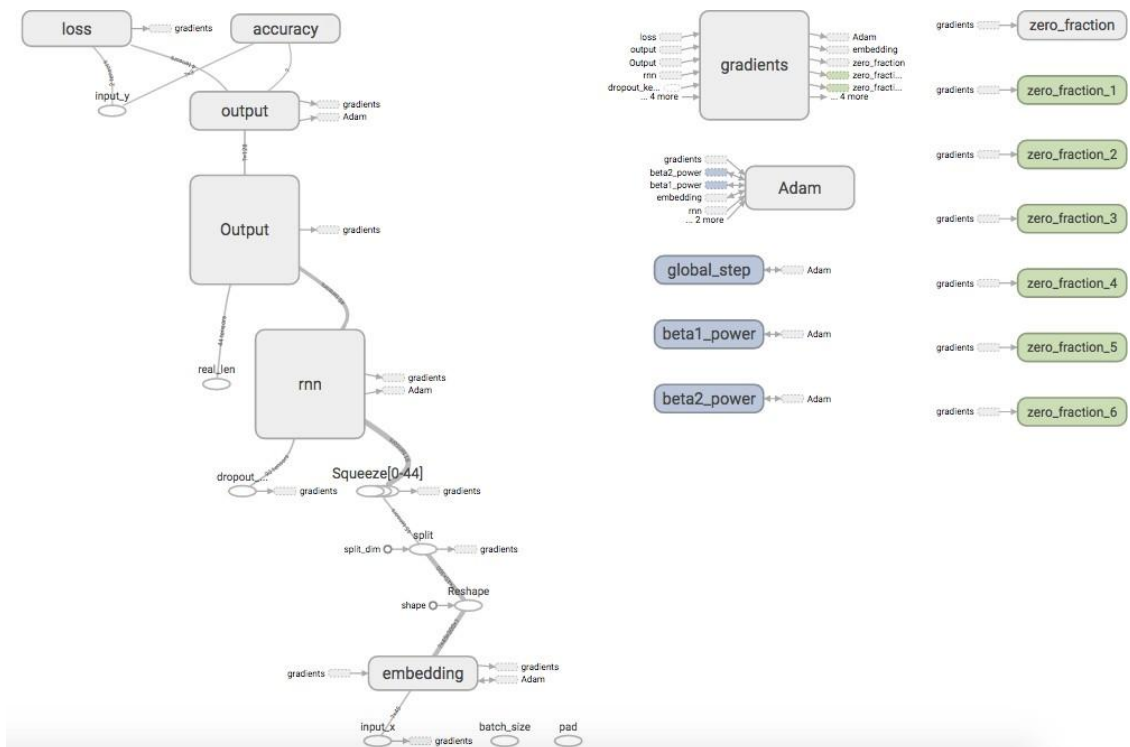 loss
gradients
accuracy
input_y
output
gradients
Adam
Output
gradients
real_len
rnn
gradients
Adam
dropout_...
gradients
Squeeze[0-44]
gradients
split
split_dim
gradients
Reshape
shape
embedding
gradients
gradients
Adam
input_x
gradients
batch_size
pad
gradients
loss
output
Output
rnn
dropout_ke...
... 4 more
Adam
embedding
zero_fraction
zero_fracti...
zero_fracti...
... 4 more
Adam
gradients
beta2_power
beta1_power
embedding
rnn
... 2 more
global_step
Adam
beta1_power
Adam
beta2_power
Adam
gradients
zero_fraction
gradients
zero_fraction_1
gradients
zero_fraction_2
gradients
zero_fraction_3
gradients
zero_fraction_4
gradients
zero_fraction_5
gradients
zero_fraction_6